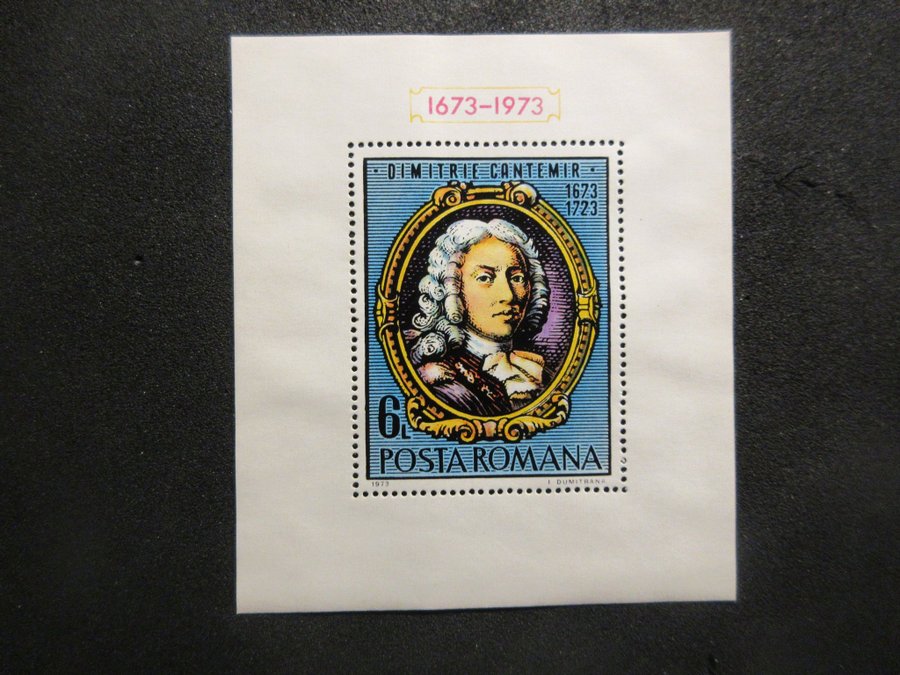 1673-1973
· DIMITRIE CANTEMIR ·
1673
1723
6L
POSTA ROMANA
1973
I. DUMITRANA